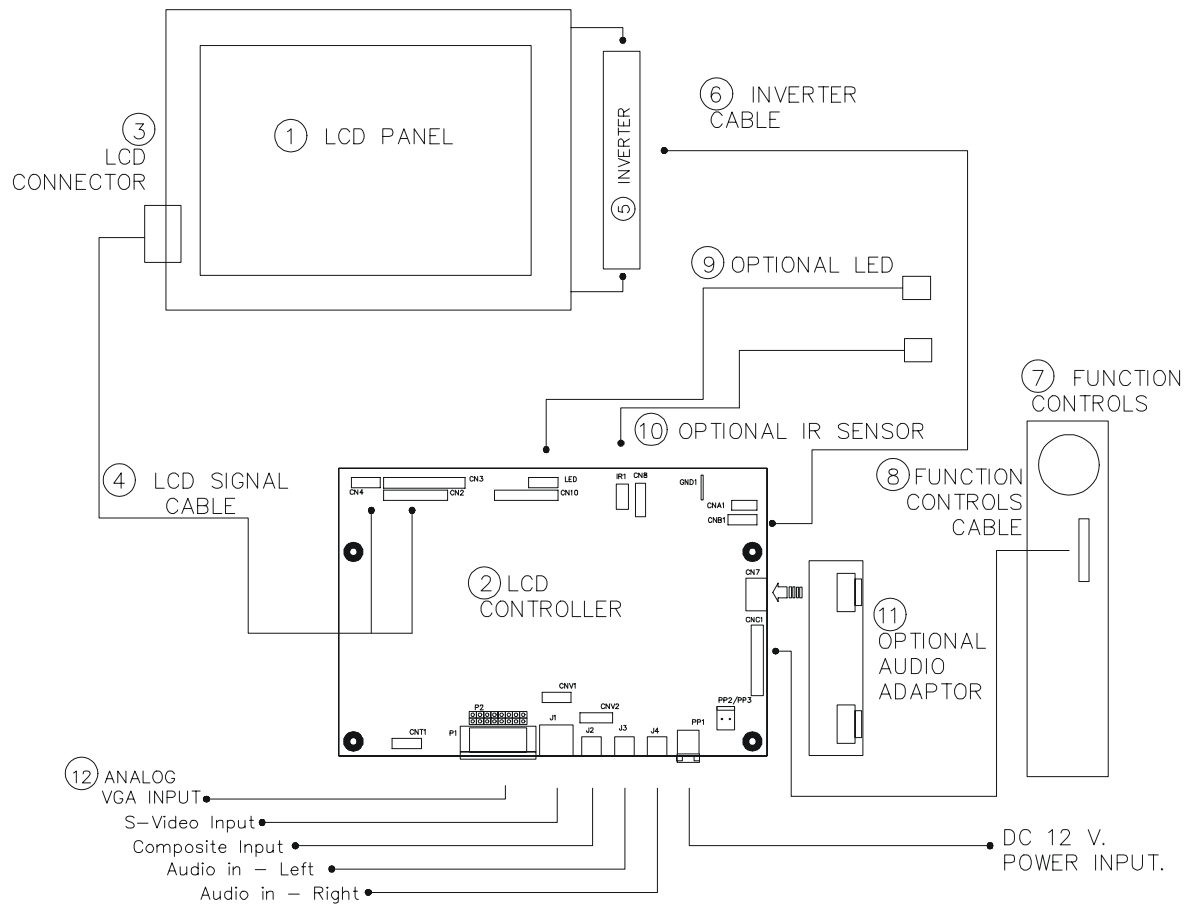 1 LCD PANEL
3 LCD
CONNECTOR
5 INVERTER
6 INVERTER
CABLE
9 OPTIONAL LED
7 FUNCTION
CONTROLS
10 OPTIONAL IR SENSOR
4 LCD SIGNAL
CABLE
8 FUNCTION
CONTROLS
CABLE
CN4
CN3
CN2
LED
CN10
IR1
CN8
GND1
CNA1
CNB1
2 LCD
CONTROLLER
CN7
CNC1
11
OPTIONAL
AUDIO
ADAPTOR
CNV1
CNV2
PP2/PP3
P2
P1
CNT1
J1
J2
J3
J4
PP1
12 ANALOG
VGA INPUT
S-Video Input
Composite Input
Audio in - Left
Audio in - Right
DC 12 V.
POWER INPUT.